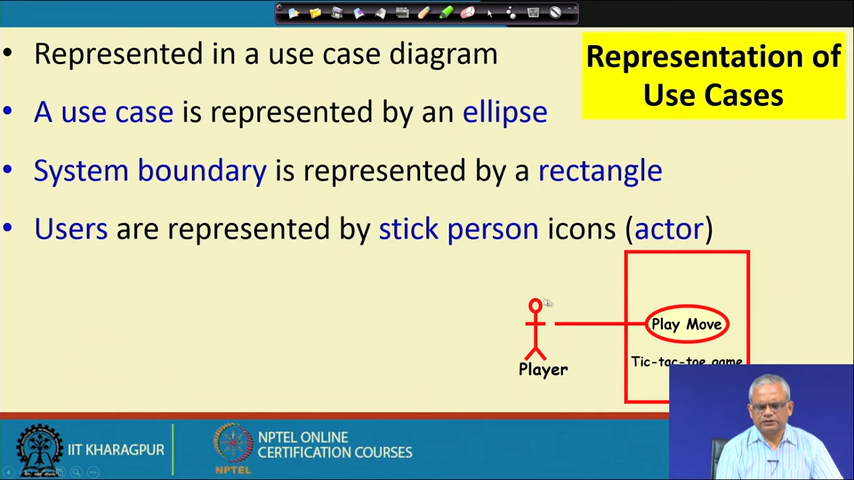 Representation of
Use Cases
• Represented in a use case diagram
• A use case is represented by an ellipse
• System boundary is represented by a rectangle
• Users are represented by stick person icons (actor)
Play Move
Tic-tac-toe game
Player
IIT KHARAGPUR
NPTEL
NPTEL ONLINE
CERTIFICATION COURSES